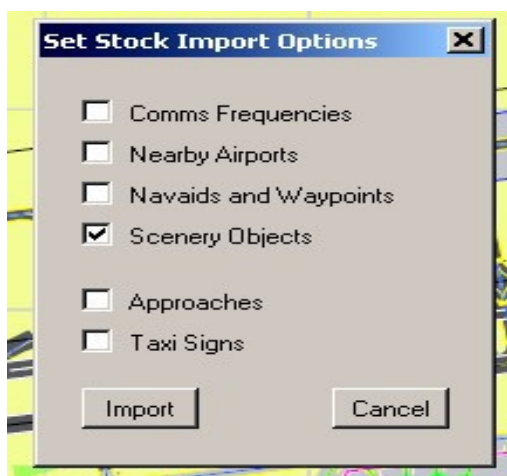 Set Stock Import Options
Comms Frequencies
Nearby Airports
Navaids and Waypoints
Scenery Objects
Approaches
Taxi Signs
Import Cancel